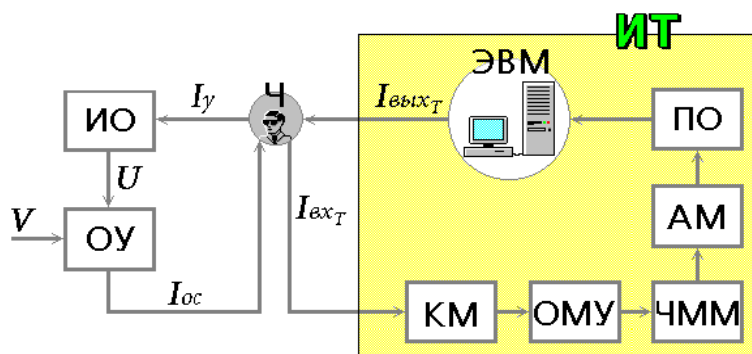 ИТ
ЭВМ
Ч
Iу
Iвых Т
ИО
ПО
U
Iвх Т
V
ОУ
АМ
Iос
КМ
ОМУ
ЧММ